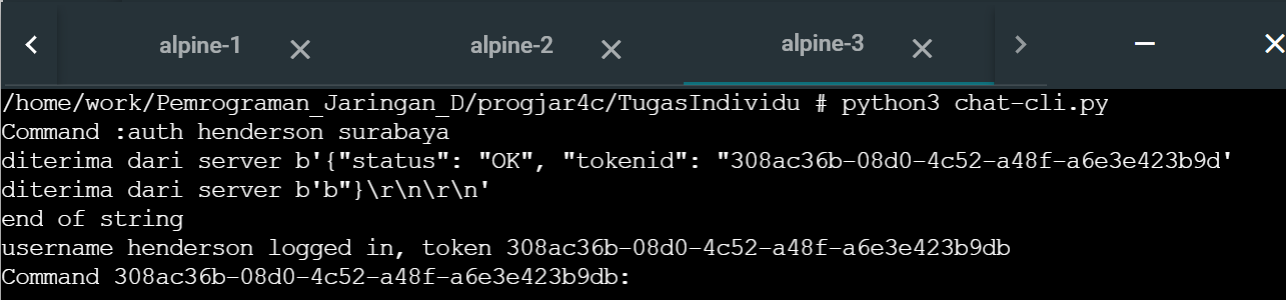 alpine-1 alpine-2 alpine-3
/home/work/Pemrograman_Jaringan_D/progjar4c/TugasIndividu # python3 chat-cli.py
Command :auth henderson surabaya
diterima dari server b'{"status": "OK", "tokenid": "308ac36b-08d0-4c52-a48f-a6e3e423b9d'
diterima dari server b'b"}\r\n\r\n'
end of string
username henderson logged in, token 308ac36b-08d0-4c52-a48f-a6e3e423b9db
Command 308ac36b-08d0-4c52-a48f-a6e3e423b9db: